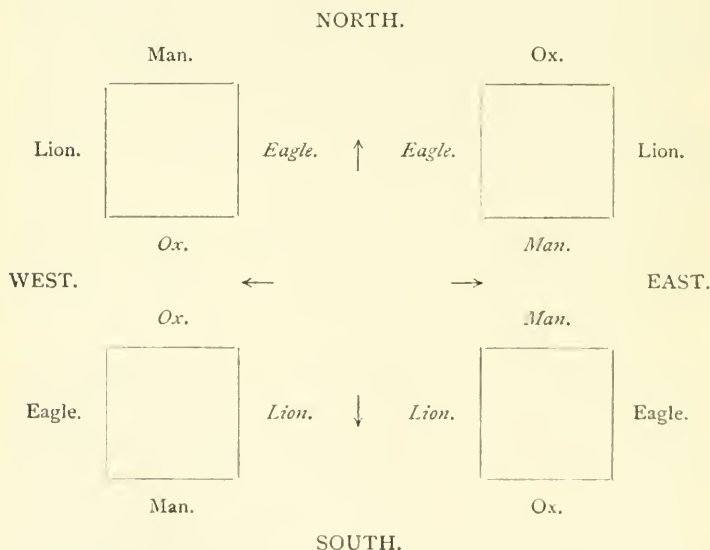 NORTH.
Man. Ox.
Lion. Eagle. ↑ Eagle. Lion.
Ox. Man.
WEST. ← → EAST.
Ox. Man.
Eagle. Lion. ↓ Lion. Eagle.
Man. Ox.
SOUTH.